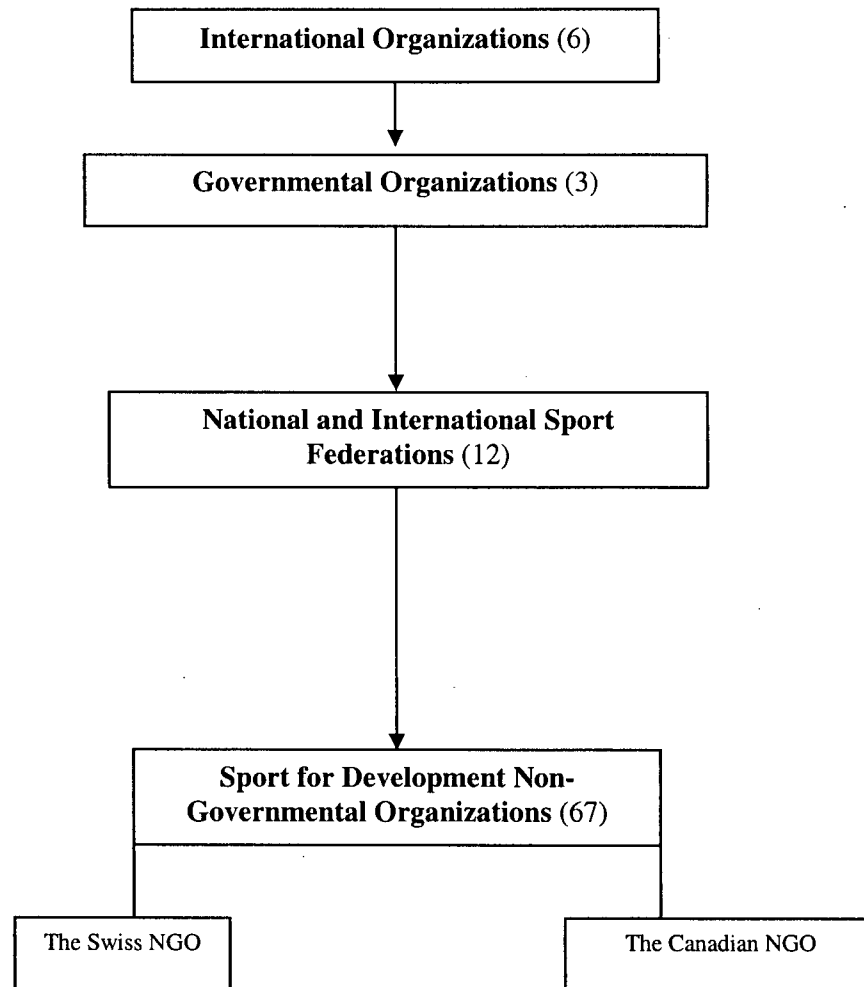 International Organizations (6)
Governmental Organizations (3)
National and International Sport
Federations (12)
Sport for Development Non-
Governmental Organizations (67)
The Swiss NGO
The Canadian NGO